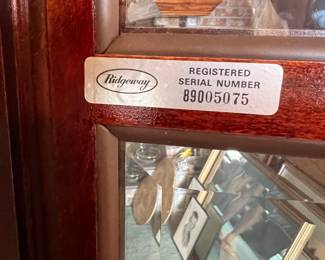 Ridgeway
REGISTERED
SERIAL NUMBER
89005075